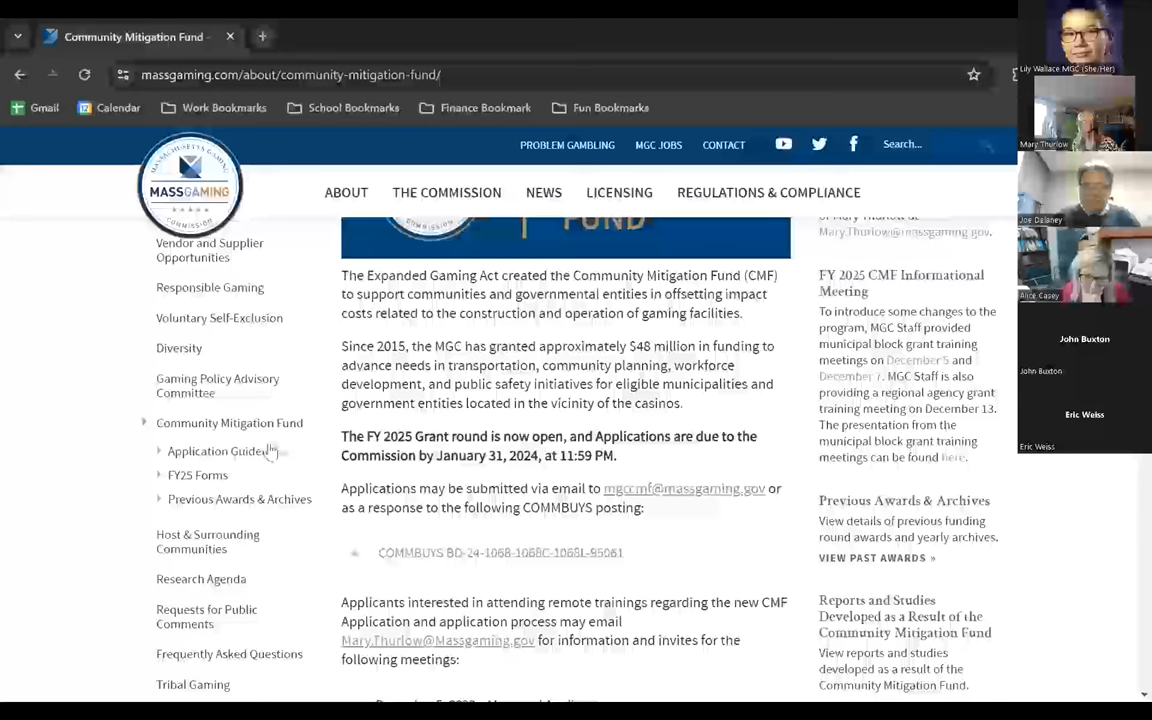 Community Mitigation Fund -
massgaming.com/about/community-mitigation-fund/
Gmail
Calendar
Work Bookmarks
School Bookmarks
Finance Bookmark
Fun Bookmarks
PROBLEM GAMBLING
MGC JOBS
CONTACT
Search...
MASSACHUSETTS GAMING
MASSGAMING
COMMISSION
ABOUT
THE COMMISSION
NEWS
LICENSING
REGULATIONS & COMPLIANCE
Vendor and Supplier
Opportunities
Responsible Gaming
Voluntary Self-Exclusion
Diversity
Gaming Policy Advisory
Committee
Community Mitigation Fund
Application Guide
FY25 Forms
Previous Awards & Archives
Host & Surrounding
Communities
Research Agenda
Requests for Public
Comments
Frequently Asked Questions
Tribal Gaming
FUND
The Expanded Gaming Act created the Community Mitigation Fund (CMF)
to support communities and governmental entities in offsetting impact
costs related to the construction and operation of gaming facilities.
Since 2015, the MGC has granted approximately $48 million in funding to
advance needs in transportation, community planning, workforce
development, and public safety initiatives for eligible municipalities and
government entities located in the vicinity of the casinos.
The FY 2025 Grant round is now open, and Applications are due to the
Commission by January 31, 2024, at 11:59 PM.
Applications may be submitted via email to mgccmf@massgaming.gov or
as a response to the following COMMBUYS posting:
COMMBUYS BD-24-1068-1068C-1068L-95061
Applicants interested in attending remote trainings regarding the new CMF
Application and application process may email
Mary.Thurlow@Massgaming.gov for information and invites for the
following meetings:
or Mary Thurlow at
Mary.Thurlow@massgaming.gov.
FY 2025 CMF Informational
Meeting
To introduce some changes to the
program, MGC Staff provided
municipal block grant training
meetings on December 5 and
December 7. MGC Staff is also
providing a regional agency grant
training meeting on December 13.
The presentation from the
municipal block grant training
meetings can be found here.
Previous Awards & Archives
View details of previous funding
round awards and yearly archives.
VIEW PAST AWARDS »
Reports and Studies
Developed as a Result of the
Community Mitigation Fund
View reports and studies
developed as a result of the
Community Mitigation Fund.
Lily Wallace MGC (She/Her)
Mary Thurlow
Joe Delaney
Alice Casey
John Buxton
John Buxton
Eric Weiss
Eric Weiss